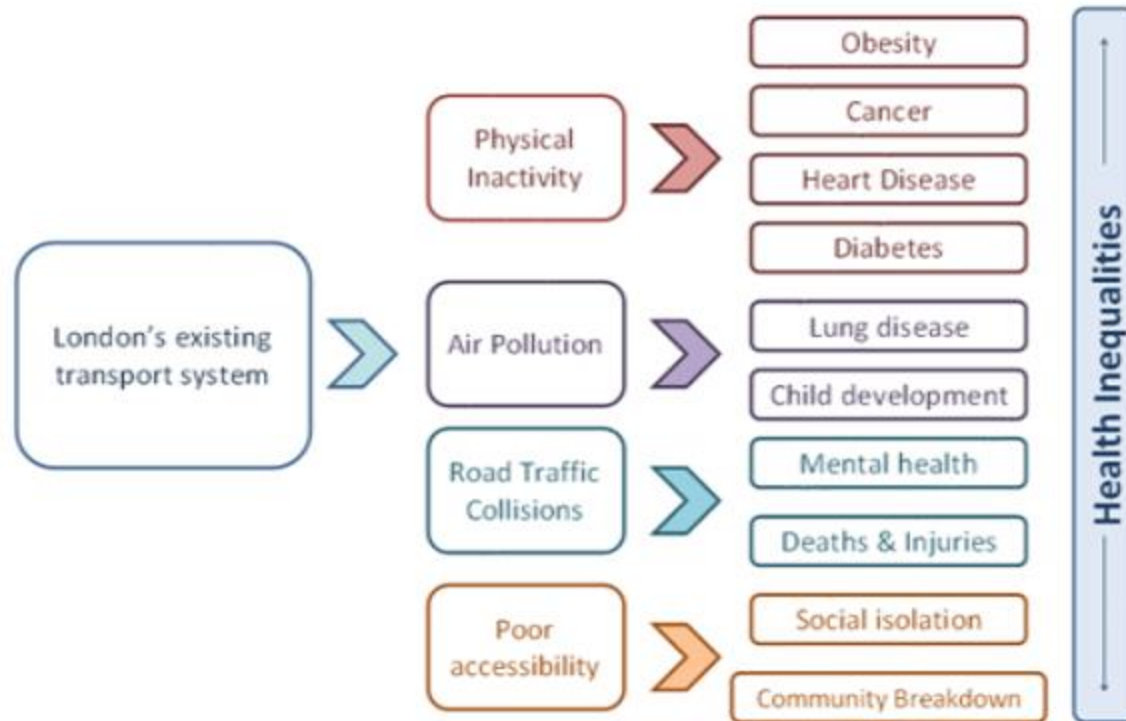 London’s existing
transport system
Physical
Inactivity
Obesity
Cancer
Heart Disease
Diabetes
Air Pollution
Lung disease
Child development
Road Traffic
Collisions
Mental health
Deaths & Injuries
Poor
accessibility
Social isolation
Community Breakdown
Health Inequalities